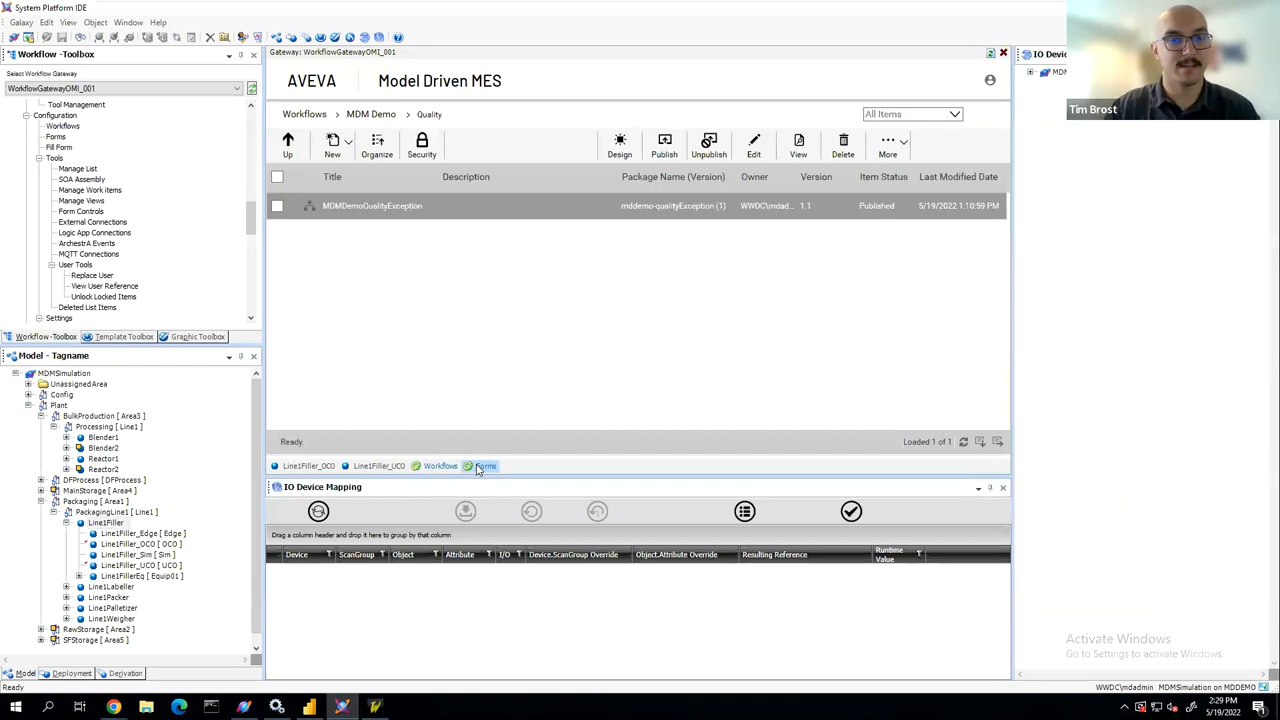 System Platform IDE
Galaxy Edit View Object Window Help
Workflow -Toolbox
Select Workflow Gateway
WorkflowGatewayOMI_001
Tool Management
Configuration
Workflows
Forms
Fill Form
Tools
Manage List
SOA Assembly
Manage Work items
Manage Views
Form Controls
External Connections
Logic App Connections
ArchestrA Events
MQTT Connections
User Tools
Replace User
View User Reference
Unlock Locked Items
Deleted List Items
Settings
Workflow-Toolbox Template Toolbox Graphic Toolbox
Model - Tagname
MDMSimulation
UnassignedArea
Config
Plant
BulkProduction [ Area3 ]
Processing [ Line1 ]
Blender1
Blender2
Reactor1
Reactor2
DFProcess [ DFArea ]
MainStorage [ Area4 ]
Packaging [ Area1 ]
PackagingLine1 [ Line1 ]
Line1Filler
Line1Filler_Edge [ Edge ]
Line1Filler_OCO [ OCO ]
Line1Filler_Sim [ Sim ]
Line1Filler_UCO [ UCO ]
Line1FillerEq [ Equip01 ]
Line1Labeller
Line1Packer
Line1Palletizer
Line1Weigher
RawStorage [ Area2 ]
SFStorage [ Area5 ]
Model Deployment Derivation
Ready
Gateway: WorkflowGatewayOMI_001
AVEVA Model Driven MES
Workflows > MDM Demo > Quality
All Items
Up New Organize Security Design Publish Unpublish Edit View Delete More
Title Description Package Name (Version) Owner Version Item Status Last Modified Date
MDMDemoQualityException mddemo-qualityException (1) WWDC\mdad... 1.1 Published 5/19/2022 1:10:59 PM
Ready. Loaded 1 of 1
Line1Filler_OCO Line1Filler_UCO Workflows Forms
IO Device Mapping
Drag a column header and drop it here to group by that column
Device ScanGroup Object Attribute I/O Device.ScanGroup Override Object.Attribute Override Resulting Reference Runtime Value
IO Devic
MDM
Tim Brost
Activate Windows
Go to Settings to activate Windows.
WWDC\mdadmin MDMSimulation on MDDEMO
2:29 PM
5/19/2022